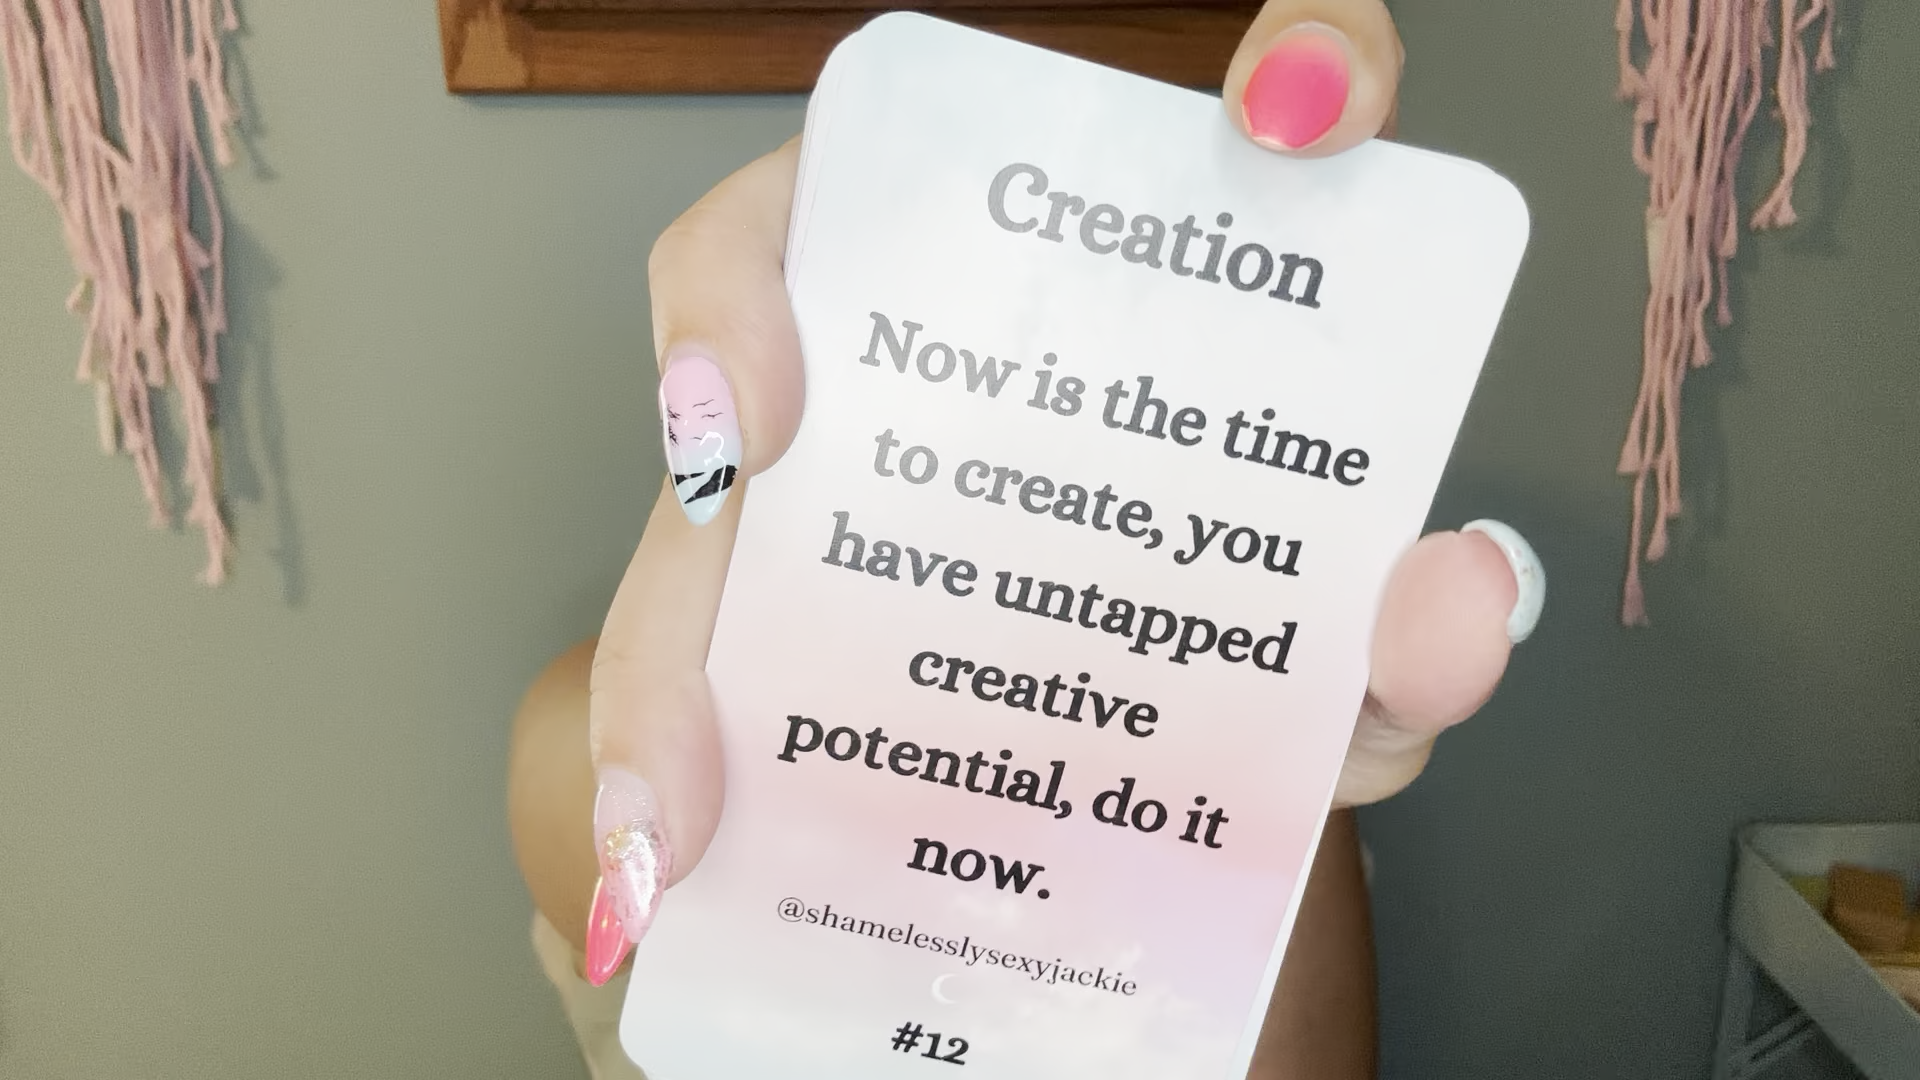 Creation
Now is the time
to create, you
have untapped
creative
potential, do it
now.
@shamelesslysexyjackie
#12